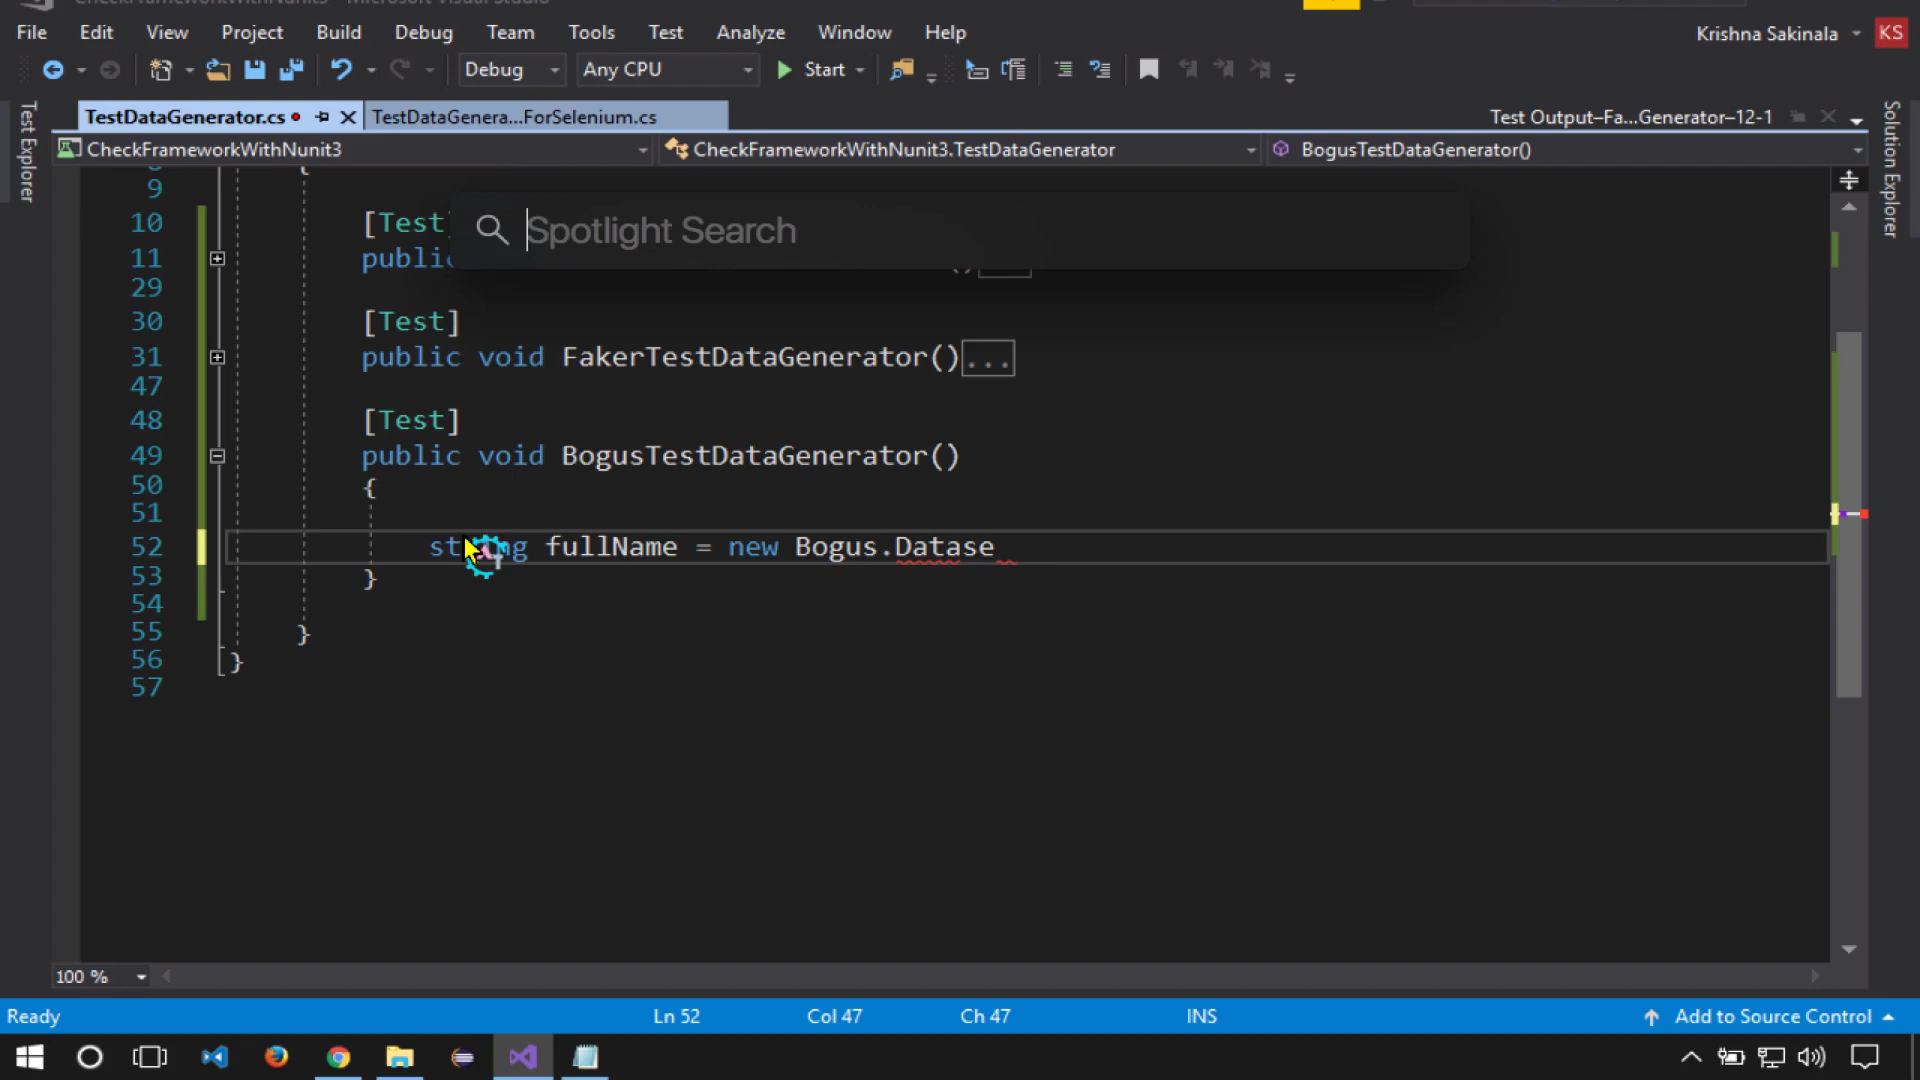 File Edit View Project Build Debug Team Tools Test Analyze Window Help Krishna Sakinala KS
Debug Any CPU Start
TestDataGenerator.cs TestDataGenera...ForSelenium.cs Test Output–Fa...Generator–12-1
CheckFrameworkWithNunit3 CheckFrameworkWithNunit3.TestDataGenerator BogusTestDataGenerator()
Test Explorer
Solution Explorer
Spotlight Search
9
10 [Test
11 public
29
30 [Test]
31 public void FakerTestDataGenerator()...
47
48 [Test]
49 public void BogusTestDataGenerator()
50 {
51
52 string fullName = new Bogus.Datase
53 }
54
55 }
56 }
57
100 %
Ready Ln 52 Col 47 Ch 47 INS Add to Source Control